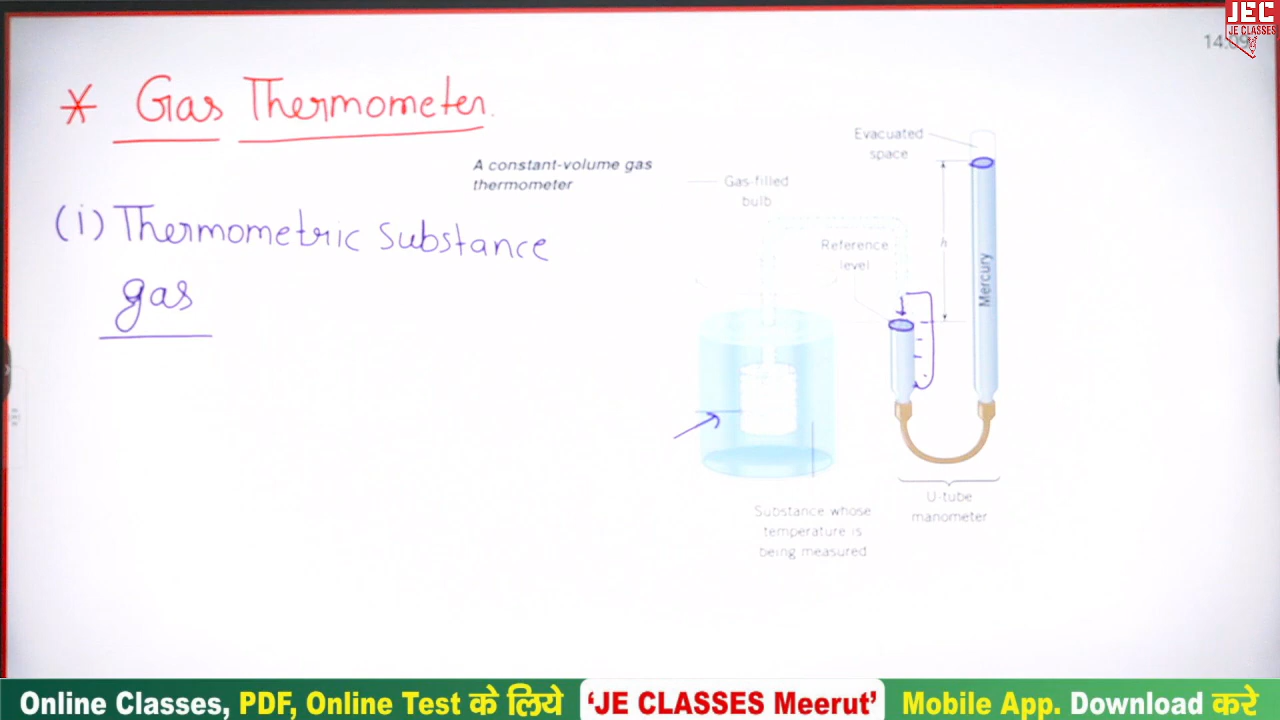 JEC
JE CLASSES
* Gas Thermometer.
A constant-volume gas
thermometer
Evacuated
space
Gas-filled
bulb
(i) Thermometric Substance
gas
Reference
level
h
Mercury
U-tube
manometer
Substance whose
temperature is
being measured
Online Classes, PDF, Online Test के लिये 'JE CLASSES Meerut' Mobile App. Download करे